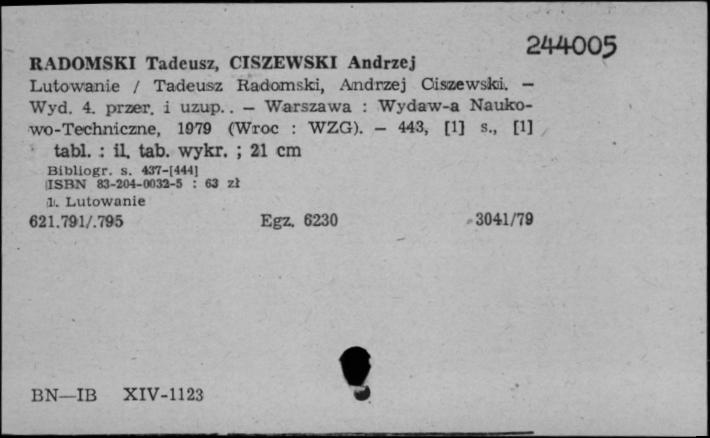 244005
RADOMSKI Tadeusz, CISZEWSKI Andrzej
Lutowanie / Tadeusz Radomski, Andrzej Ciszewski. —
Wyd. 4. przer. i uzup.. — Warszawa : Wydaw-a Nauko-
wo-Techniczne, 1979 (Wroc : WZG). — 443, [1] s., [1]
tabl. : il. tab. wykr. ; 21 cm
Bibliogr. s. 437-[444]
ISBN 83-204-0032-5 : 63 zł
1. Lutowanie
621.791/.795 Egz. 6230 3041/79
BN—IB XIV-1123